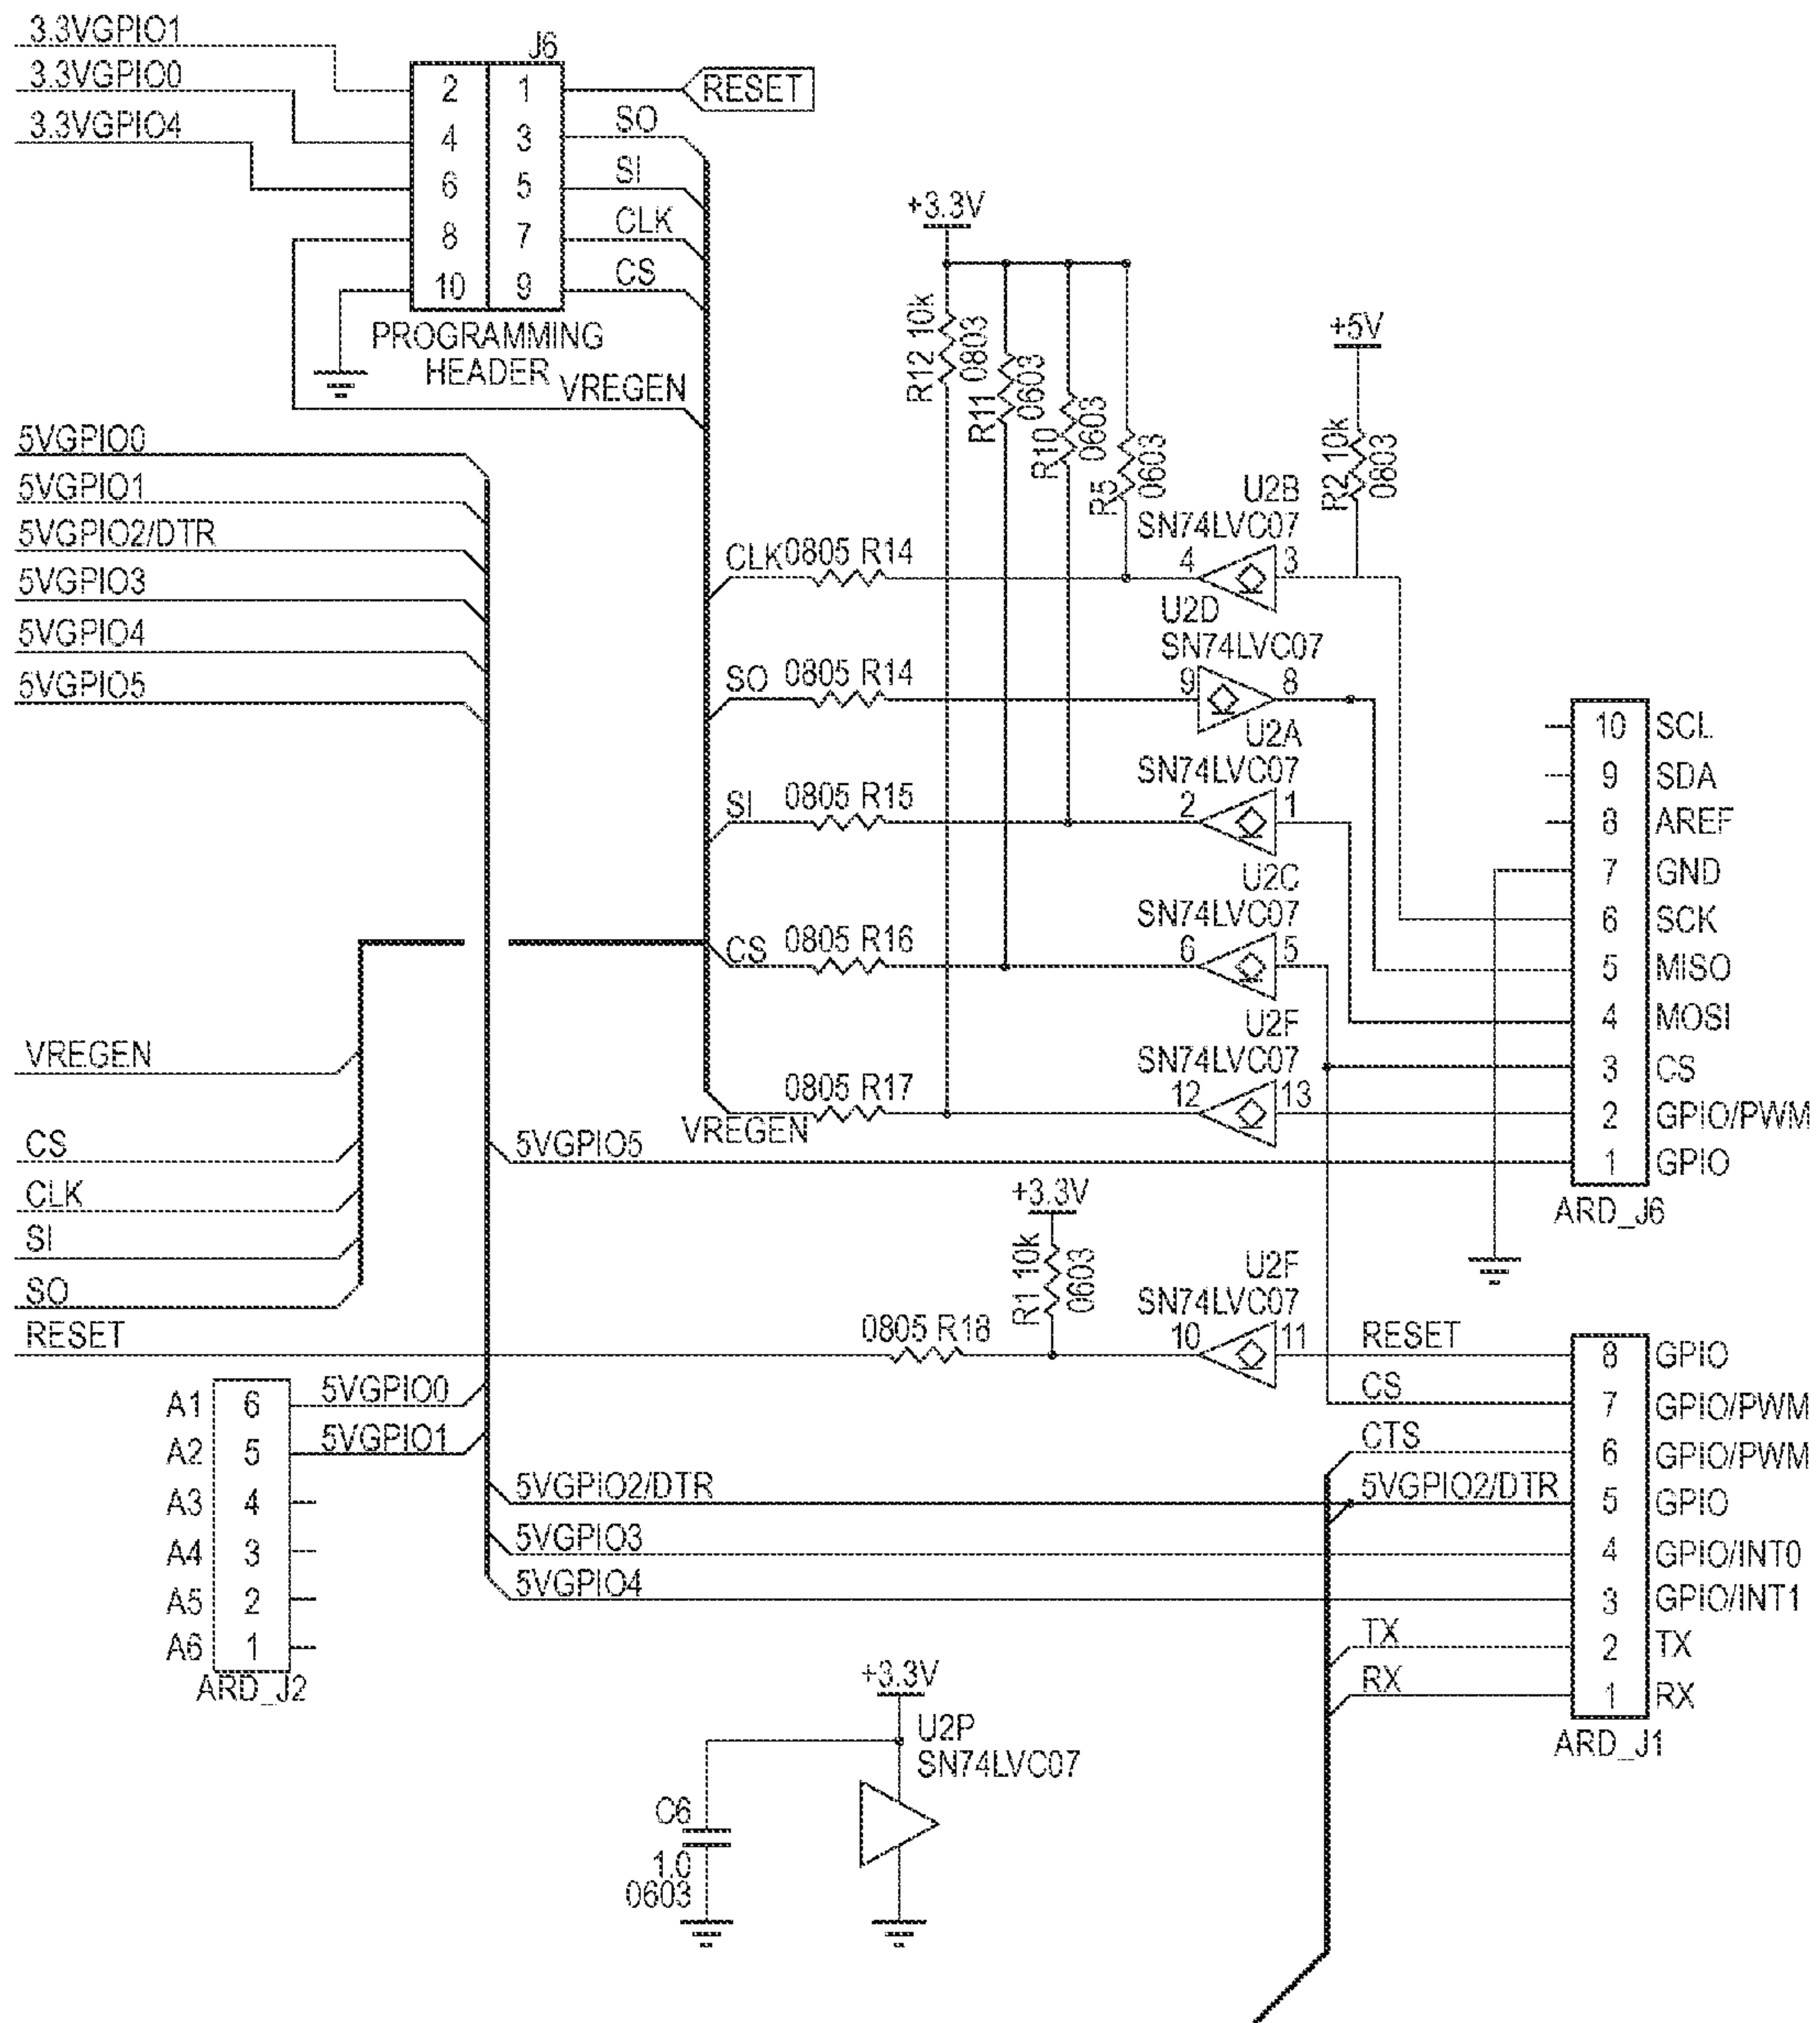 3.3VGPIO1
3.3VGPIO0
3.3VGPIO4
J6
2 1
4 3
6 5
8 7
10 9
RESET
SO
SI
CLK
CS
PROGRAMMING
HEADER
VREGEN
+3.3V
R12 10k
0803
R11
0603
R10
0603
R5
0603
+5V
R2 10k
0803
5VGPIO0
5VGPIO1
5VGPIO2/DTR
5VGPIO3
5VGPIO4
5VGPIO5
CLK 0805 R14
U2B
SN74LVC07
4 3
SO 0805 R14
U2D
SN74LVC07
9 8
SI 0805 R15
U2A
SN74LVC07
2 1
CS 0805 R16
U2C
SN74LVC07
6 5
VREGEN
0805 R17
U2F
SN74LVC07
12 13
10 SCL
9 SDA
8 AREF
7 GND
6 SCK
5 MISO
4 MOSI
3 CS
2 GPIO/PWM
1 GPIO
ARD_J6
5VGPIO5
VREGEN
CS
CLK
SI
SO
RESET
+3.3V
R1 10k
0603
0805 R18
U2F
SN74LVC07
10 11
RESET
CS
CTS
5VGPIO2/DTR
TX
RX
8 GPIO
7 GPIO/PWM
6 GPIO/PWM
5 GPIO
4 GPIO/INT0
3 GPIO/INT1
2 TX
1 RX
ARD_J1
A1 6 5VGPIO0
A2 5 5VGPIO1
A3 4
A4 3
A5 2
A6 1
ARD_J2
5VGPIO2/DTR
5VGPIO3
5VGPIO4
+3.3V
U2P
SN74LVC07
C6
1.0
0603